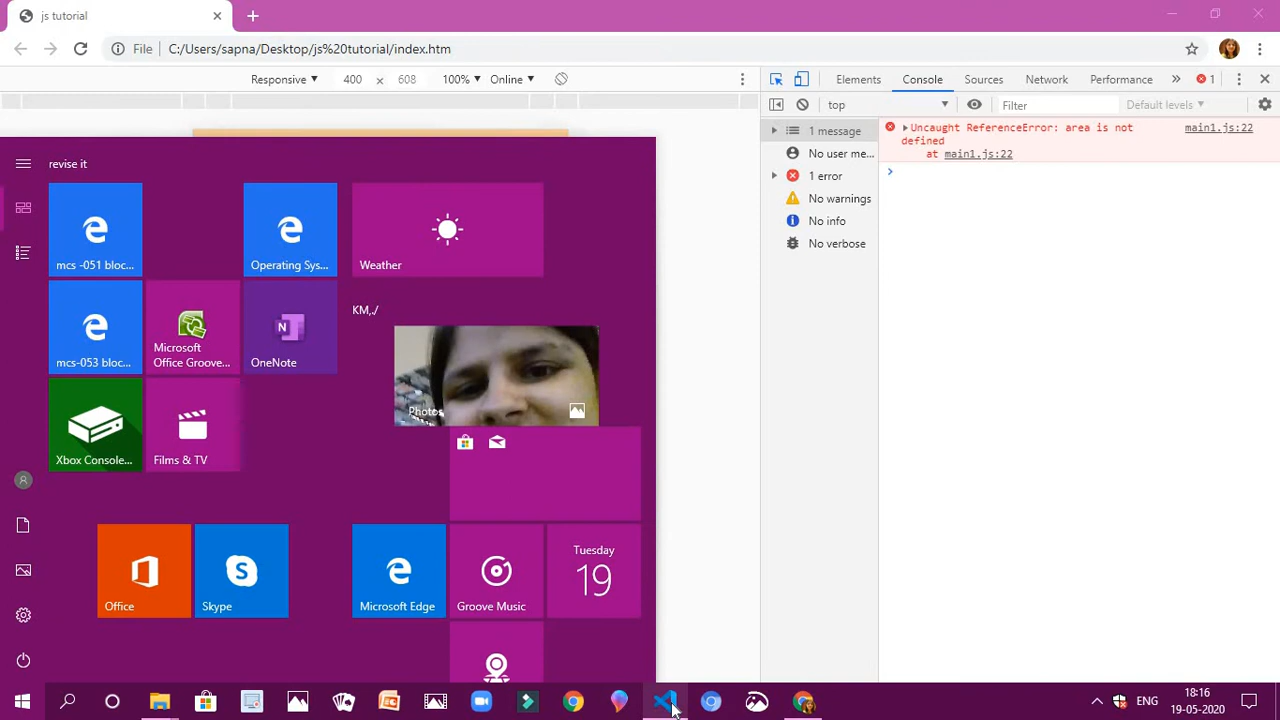 js tutorial
File
C:/Users/sapna/Desktop/js%20tutorial/index.htm
Responsive 400 × 608 100% Online
Elements Console Sources Network Performance » 1
top Filter Default levels
1 message
No user me...
1 error
No warnings
No info
No verbose
Uncaught ReferenceError: area is not main1.js:22
defined
at main1.js:22
revise it
mcs -051 bloc...
Operating Sys...
Weather
mcs-053 bloc...
Microsoft
Office Groove...
OneNote
KM,./
Photos
Xbox Console...
Films & TV
Office
Skype
Microsoft Edge
Groove Music
Tuesday
19
ENG
18:16
19-05-2020